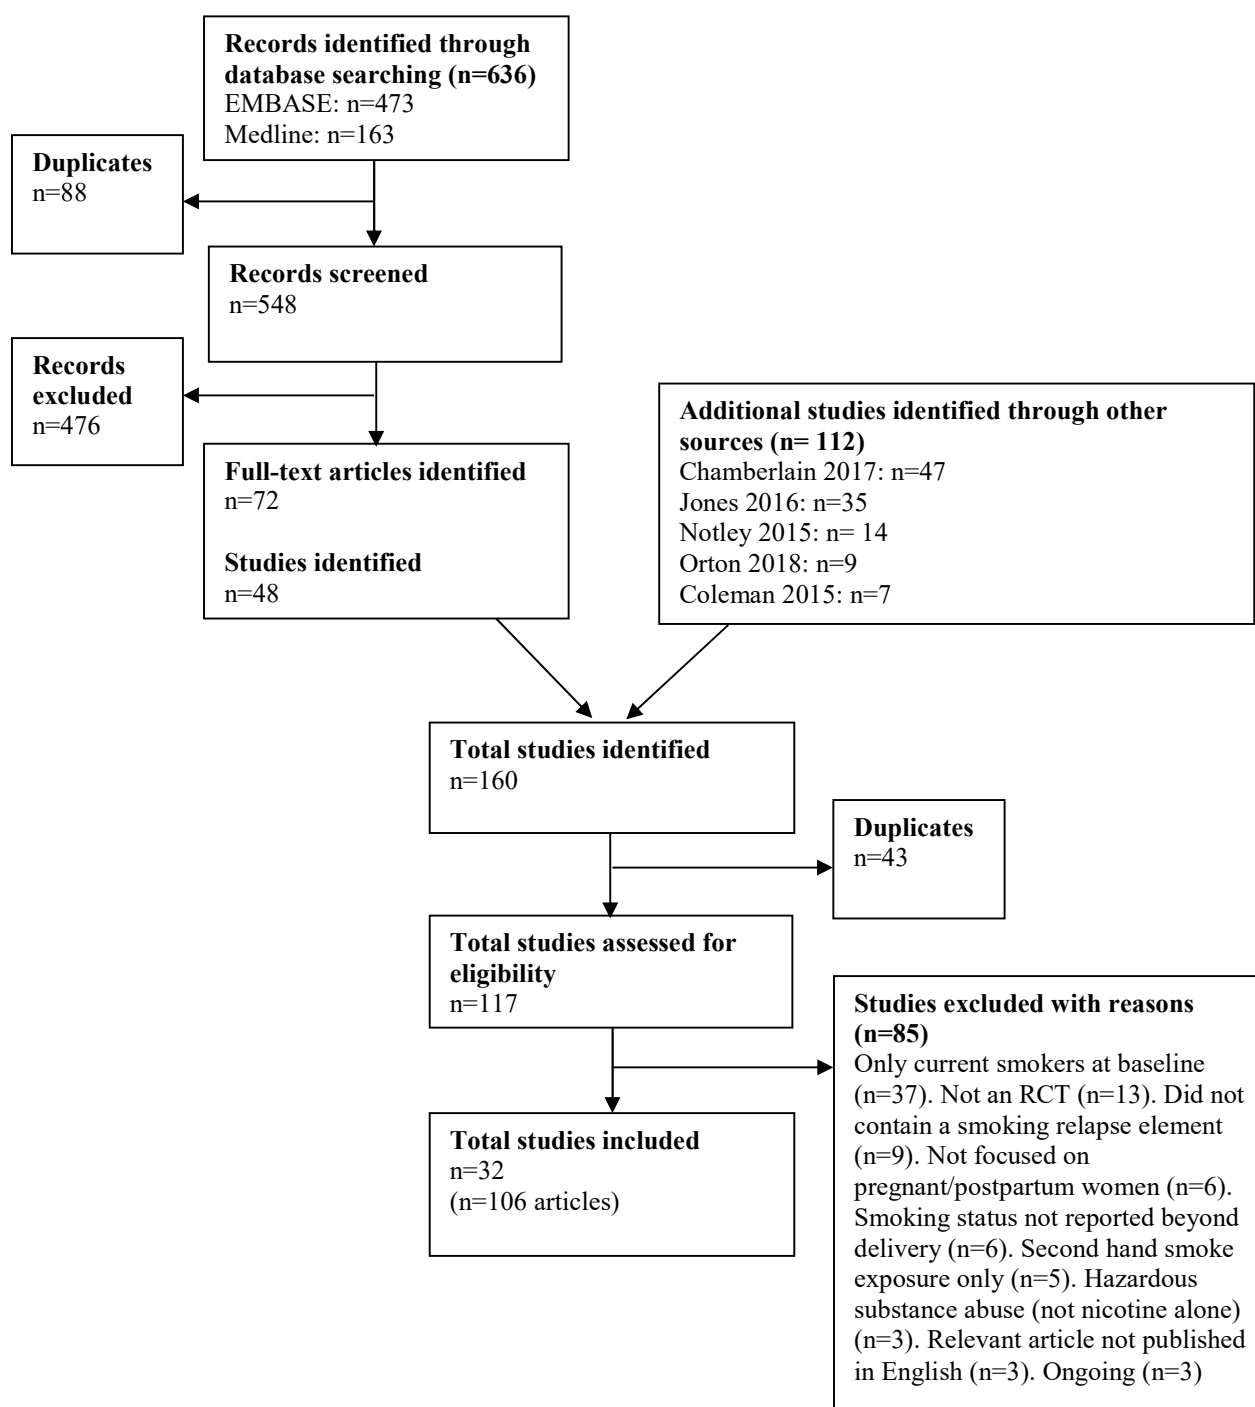 Records identified through
database searching (n=636)
EMBASE: n=473
Medline: n=163
Duplicates
n=88
Records screened
n=548
Records
excluded
n=476
Full-text articles identified
n=72
Studies identified
n=48
Additional studies identified through other
sources (n= 112)
Chamberlain 2017: n=47
Jones 2016: n=35
Notley 2015: n= 14
Orton 2018: n=9
Coleman 2015: n=7
Total studies identified
n=160
Duplicates
n=43
Total studies assessed for
eligibility
n=117
Studies excluded with reasons
(n=85)
Only current smokers at baseline
(n=37). Not an RCT (n=13). Did not
contain a smoking relapse element
(n=9). Not focused on
pregnant/postpartum women (n=6).
Smoking status not reported beyond
delivery (n=6). Second hand smoke
exposure only (n=5). Hazardous
substance abuse (not nicotine alone)
(n=3). Relevant article not published
in English (n=3). Ongoing (n=3)
Total studies included
n=32
(n=106 articles)